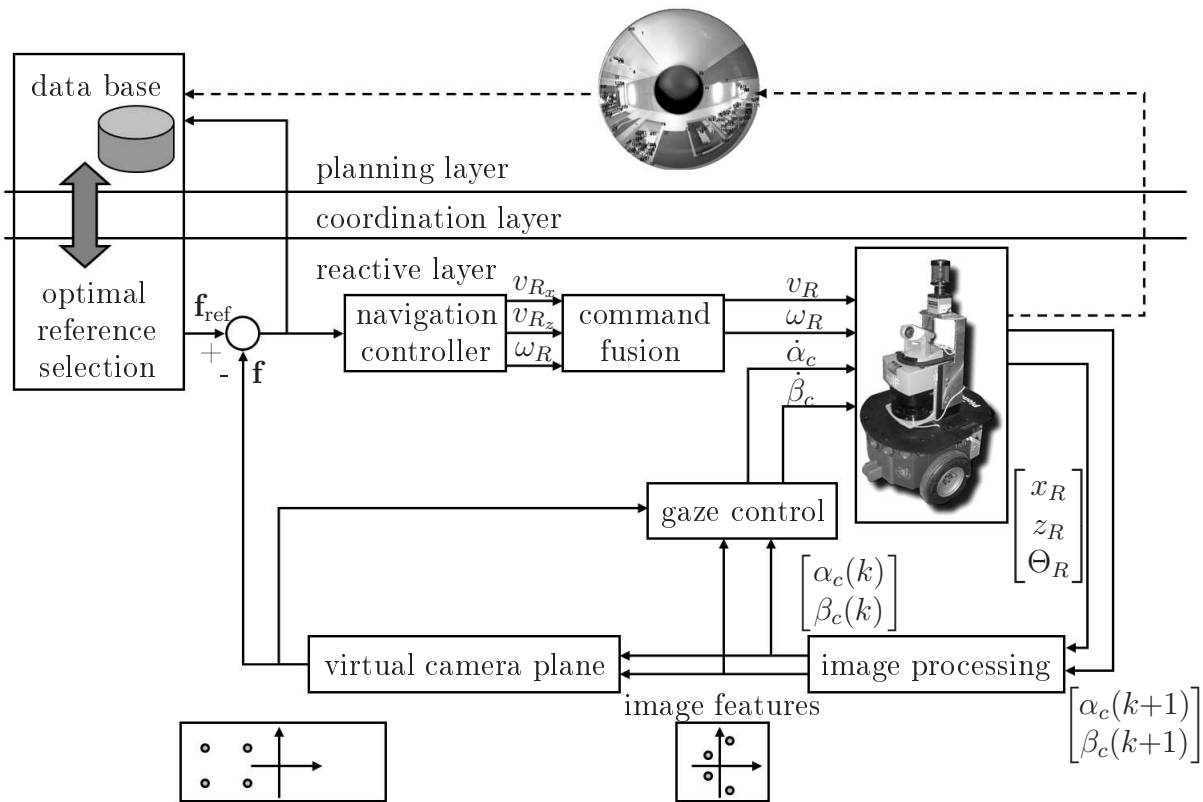 data base
planning layer
coordination layer
reactive layer
optimal
reference
selection
𝐟_ref
+
-
𝐟
navigation
controller
v_{R_x}
v_{R_z}
ω_R
command
fusion
v_R
ω_R
α̇_c
β̇_c
gaze control
[x_R
z_R
Θ_R]
[α_c(k)
β_c(k)]
virtual camera plane
image processing
image features
[α_c(k+1)
β_c(k+1)]